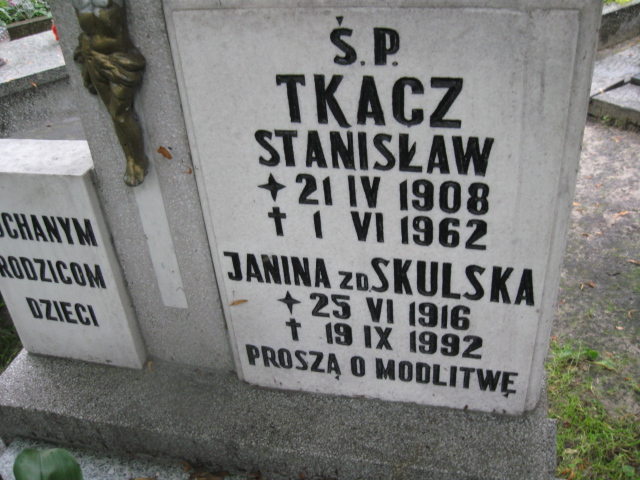 Ś.P.
TKACZ
STANISŁAW
21 IV 1908
1 VI 1962
JANINA ZD. SKULSKA
25 VI 1916
19 IX 1992
PROSZĄ O MODLITWĘ
OCHANYM
RODZICOM
DZIECI